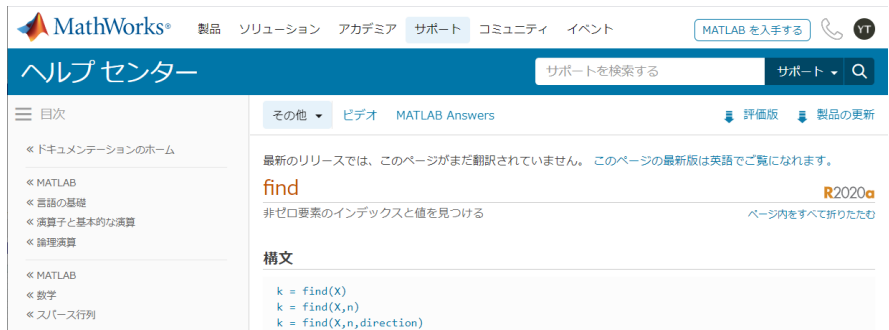 MathWorks®
製品 ソリューション アカデミア サポート コミュニティ イベント
MATLAB を入手する
YT
ヘルプ センター
サポートを検索する
サポート
目次
その他 ビデオ MATLAB Answers
評価版 製品の更新
« ドキュメンテーションのホーム
« MATLAB
« 言語の基礎
« 演算子と基本的な演算
« 論理演算
« MATLAB
« 数学
« スパース行列
最新のリリースでは、このページがまだ翻訳されていません。 このページの最新版は英語でご覧になれます。
find
R2020a
非ゼロ要素のインデックスと値を見つける
ページ内をすべて折りたたむ
構文
k = find(X)
k = find(X,n)
k = find(X,n,direction)